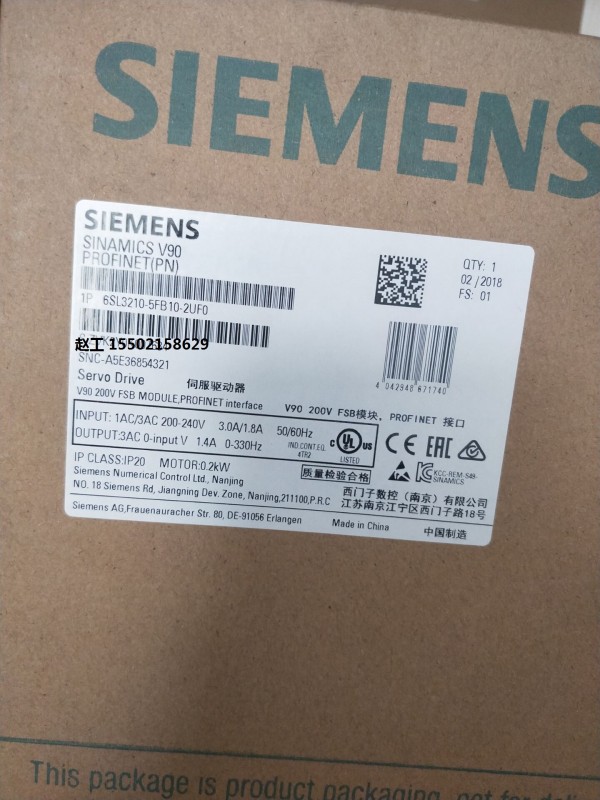 SIEMENS
SIEMENS
SINAMICS V90
PROFINET(PN)
QTY: 1
02/2018
FS: 01
1P 6SL3210-5FB10-2UF0
赵工 15502158629
SNC-A5E36854321
4 042948 671740
Servo Drive 伺服驱动器
V90 200V FSB MODULE,PROFINET interface V90 200V FSB模块, PROFINET 接口
INPUT: 1AC/3AC 200-240V 3.0A/1.8A 50/60Hz
OUTPUT:3AC 0-input V 1.4A 0-330Hz
IND.CONT.EQ.
4TR2
c UL us
LISTED
CE EAC
IP CLASS:IP20 MOTOR:0.2kW
质量检验合格
KCC-REM-S49-
SINAMICS
Siemens Numerical Control Ltd., Nanjing
NO. 18 Siemens Rd, Jiangning Dev. Zone, Nanjing,211100,P.R.C
西门子数控（南京）有限公司
江苏南京江宁区西门子路18号
Siemens AG,Frauenauracher Str. 80, DE-91056 Erlangen
Made in China 中国制造
This package is product packaging, not for deli